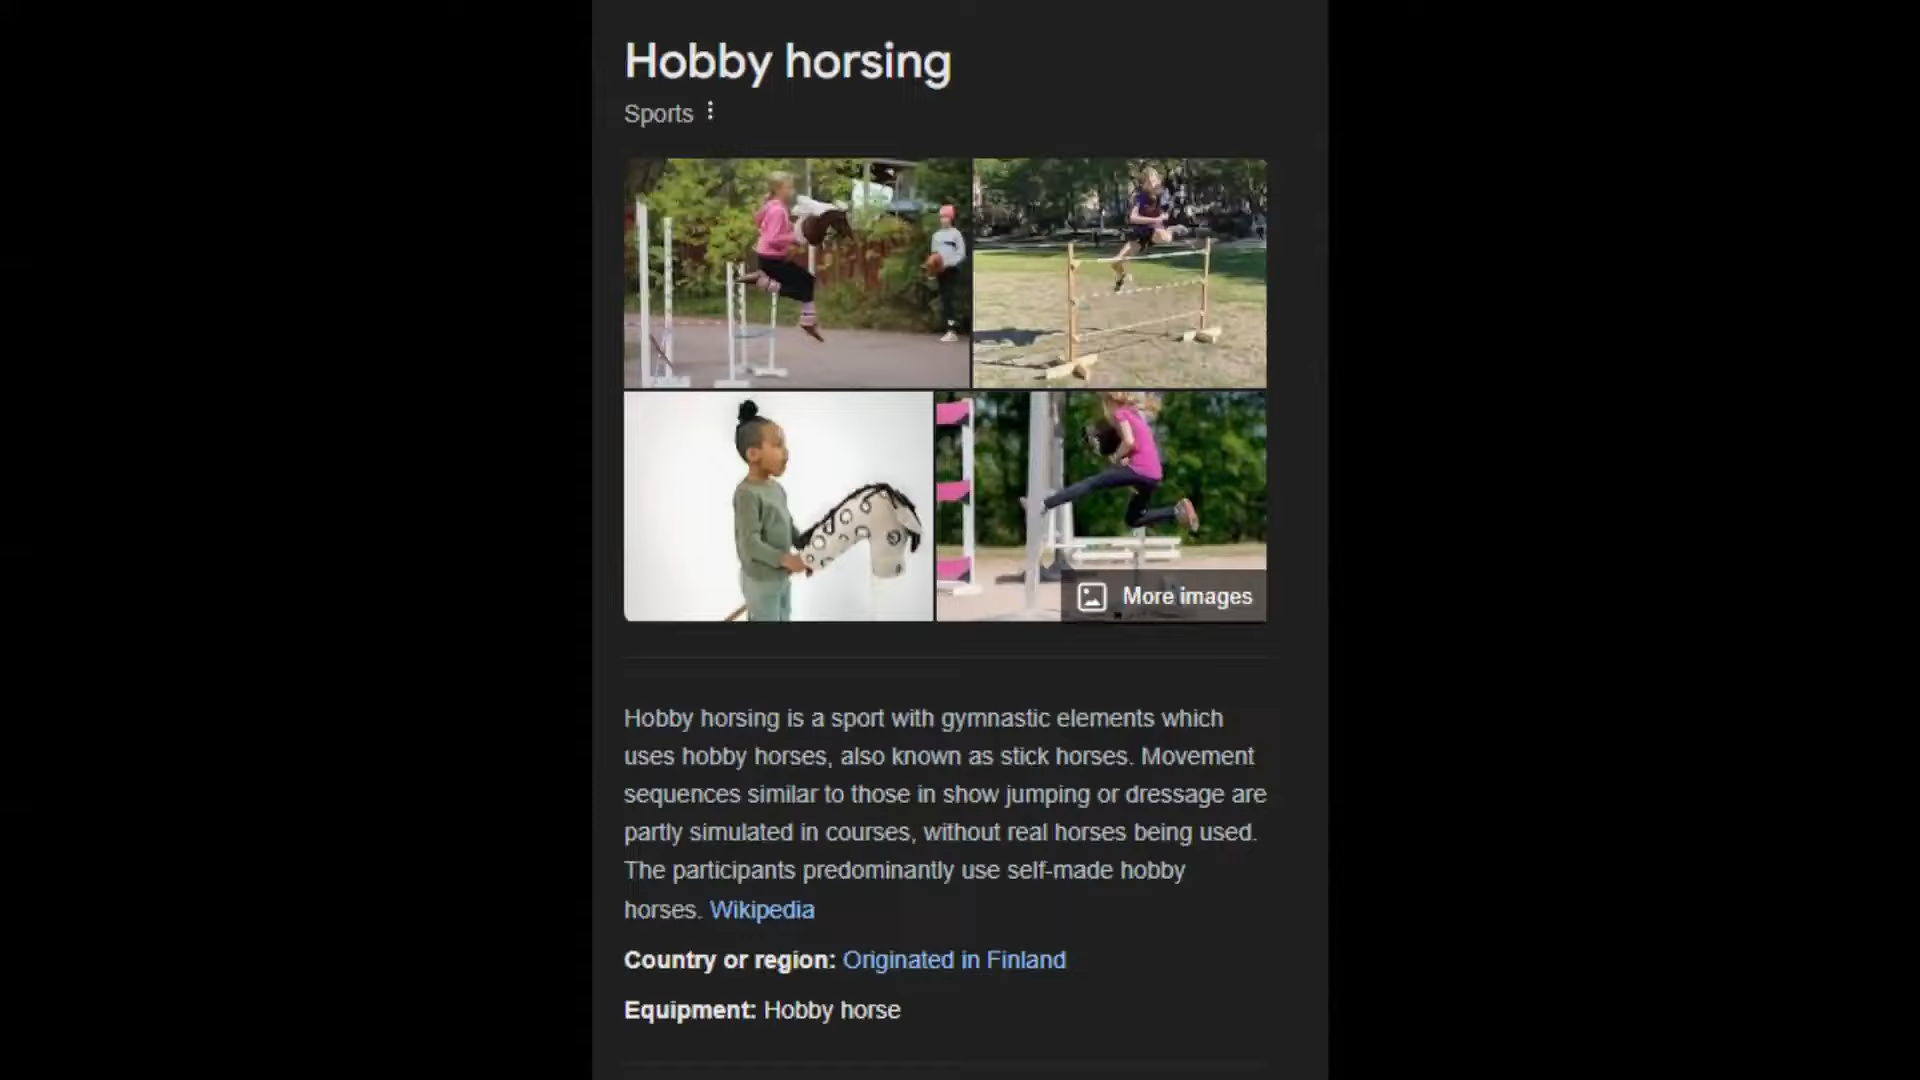 Hobby horsing
Sports
More images
Hobby horsing is a sport with gymnastic elements which
uses hobby horses, also known as stick horses. Movement
sequences similar to those in show jumping or dressage are
partly simulated in courses, without real horses being used.
The participants predominantly use self-made hobby
horses. Wikipedia
Country or region: Originated in Finland
Equipment: Hobby horse